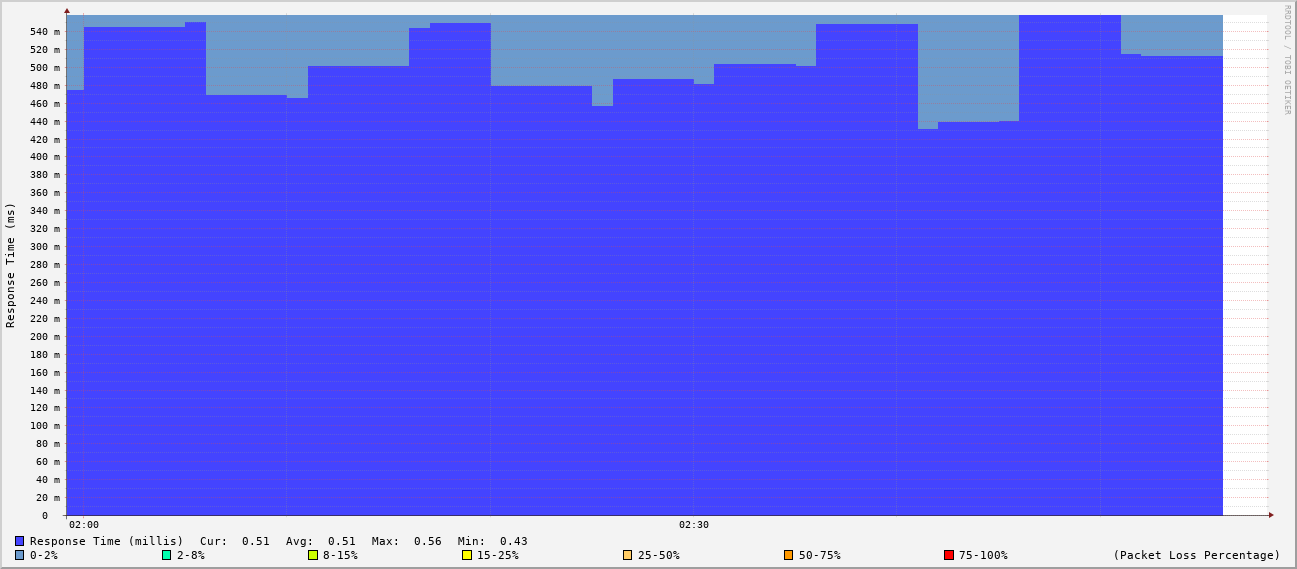 RRDTOOL / TOBI OETIKER
Response Time (ms)
540 m
520 m
500 m
480 m
460 m
440 m
420 m
400 m
380 m
360 m
340 m
320 m
300 m
280 m
260 m
240 m
220 m
200 m
180 m
160 m
140 m
120 m
100 m
80 m
60 m
40 m
20 m
0
02:00 02:30
Response Time (millis) Cur: 0.51 Avg: 0.51 Max: 0.56 Min: 0.43
0-2% 2-8% 8-15% 15-25% 25-50% 50-75% 75-100% (Packet Loss Percentage)